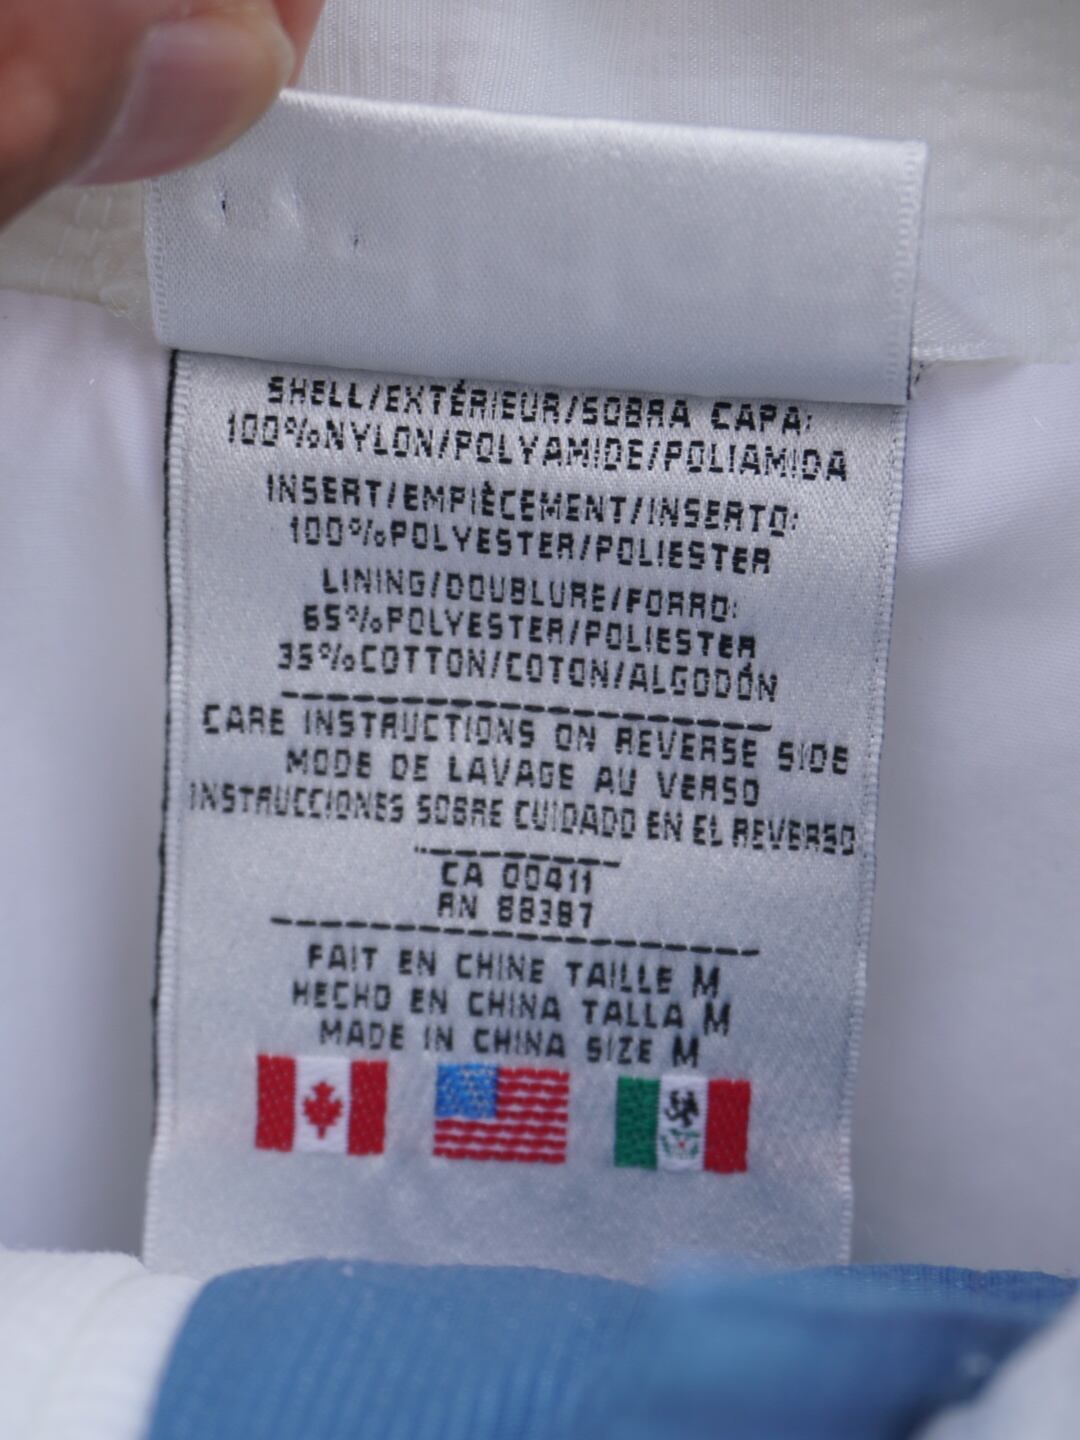 SHELL/EXTÉRIEUR/SOBRA CAPA:
100%NYLON/POLYAMIDE/POLIAMIDA
INSERT/EMPIÈCEMENT/INSERTO:
100%POLYESTER/POLIESTER
LINING/DOUBLURE/FORRO:
65%POLYESTER/POLIESTER
35%COTTON/COTON/ALGODÓN
CARE INSTRUCTIONS ON REVERSE SIDE
MODE DE LAVAGE AU VERSO
INSTRUCCIONES SOBRE CUIDADO EN EL REVERSO
CA 00411
RN 88387
FAIT EN CHINE TAILLE M
HECHO EN CHINA TALLA M
MADE IN CHINA SIZE M